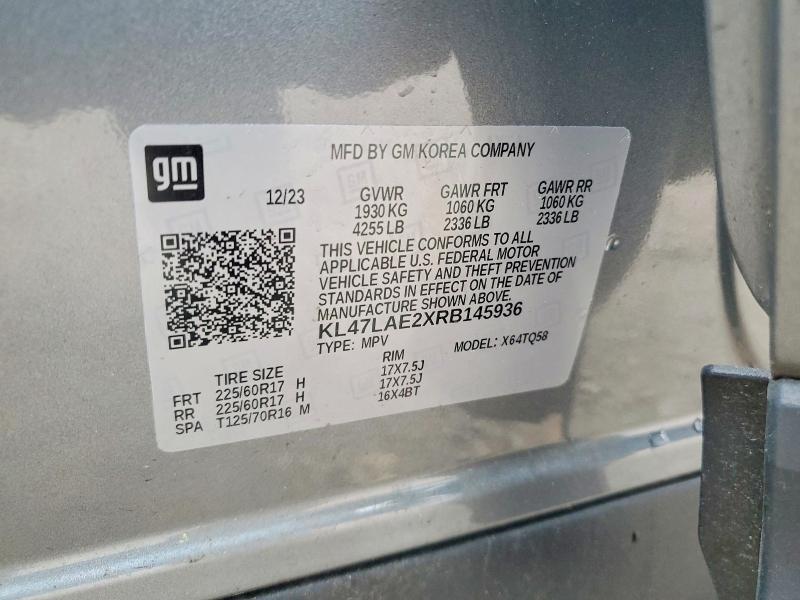 gm
MFD BY GM KOREA COMPANY
12/23
GVWR GAWR FRT GAWR RR
1930 KG 1060 KG 1060 KG
4255 LB 2336 LB 2336 LB
THIS VEHICLE CONFORMS TO ALL
APPLICABLE U.S. FEDERAL MOTOR
VEHICLE SAFETY AND THEFT PREVENTION
STANDARDS IN EFFECT ON THE DATE OF
MANUFACTURE SHOWN ABOVE.
KL47LAE2XRB145936
TYPE: MPV MODEL: X64TQ58
TIRE SIZE RIM
FRT 225/60R17 H 17X7.5J
RR 225/60R17 H 17X7.5J
SPA T125/70R16 M 16X4BT